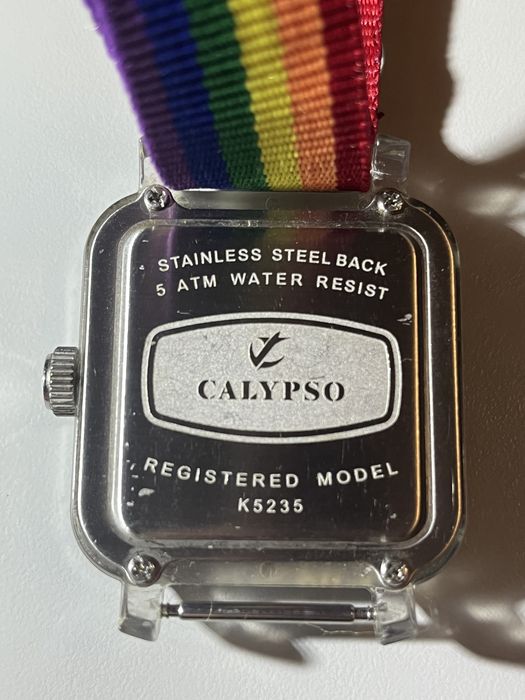 STAINLESS STEEL BACK
5 ATM WATER RESIST
CALYPSO
REGISTERED MODEL
K5235